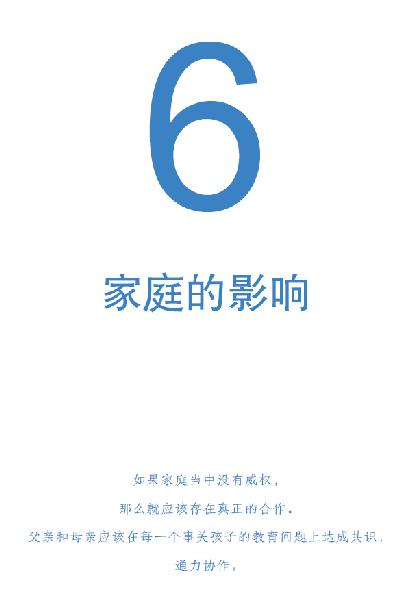 6
家庭的影响
如果家庭当中没有威权，
那么就应该存在真正的合作。
父亲和母亲应该在每一个事关孩子的教育问题上达成共识，
通力协作。